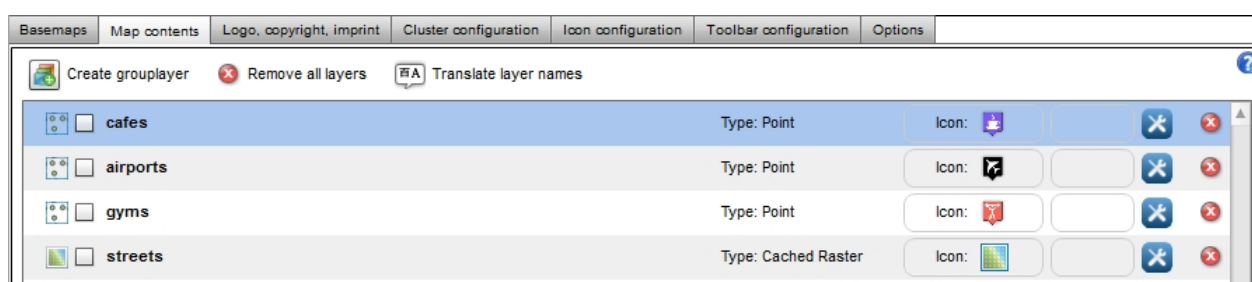 Basemaps Map contents Logo, copyright, imprint Cluster configuration Icon configuration Toolbar configuration Options
Create grouplayer Remove all layers 百A Translate layer names ?
cafes Type: Point Icon:
airports Type: Point Icon:
gyms Type: Point Icon:
streets Type: Cached Raster Icon: